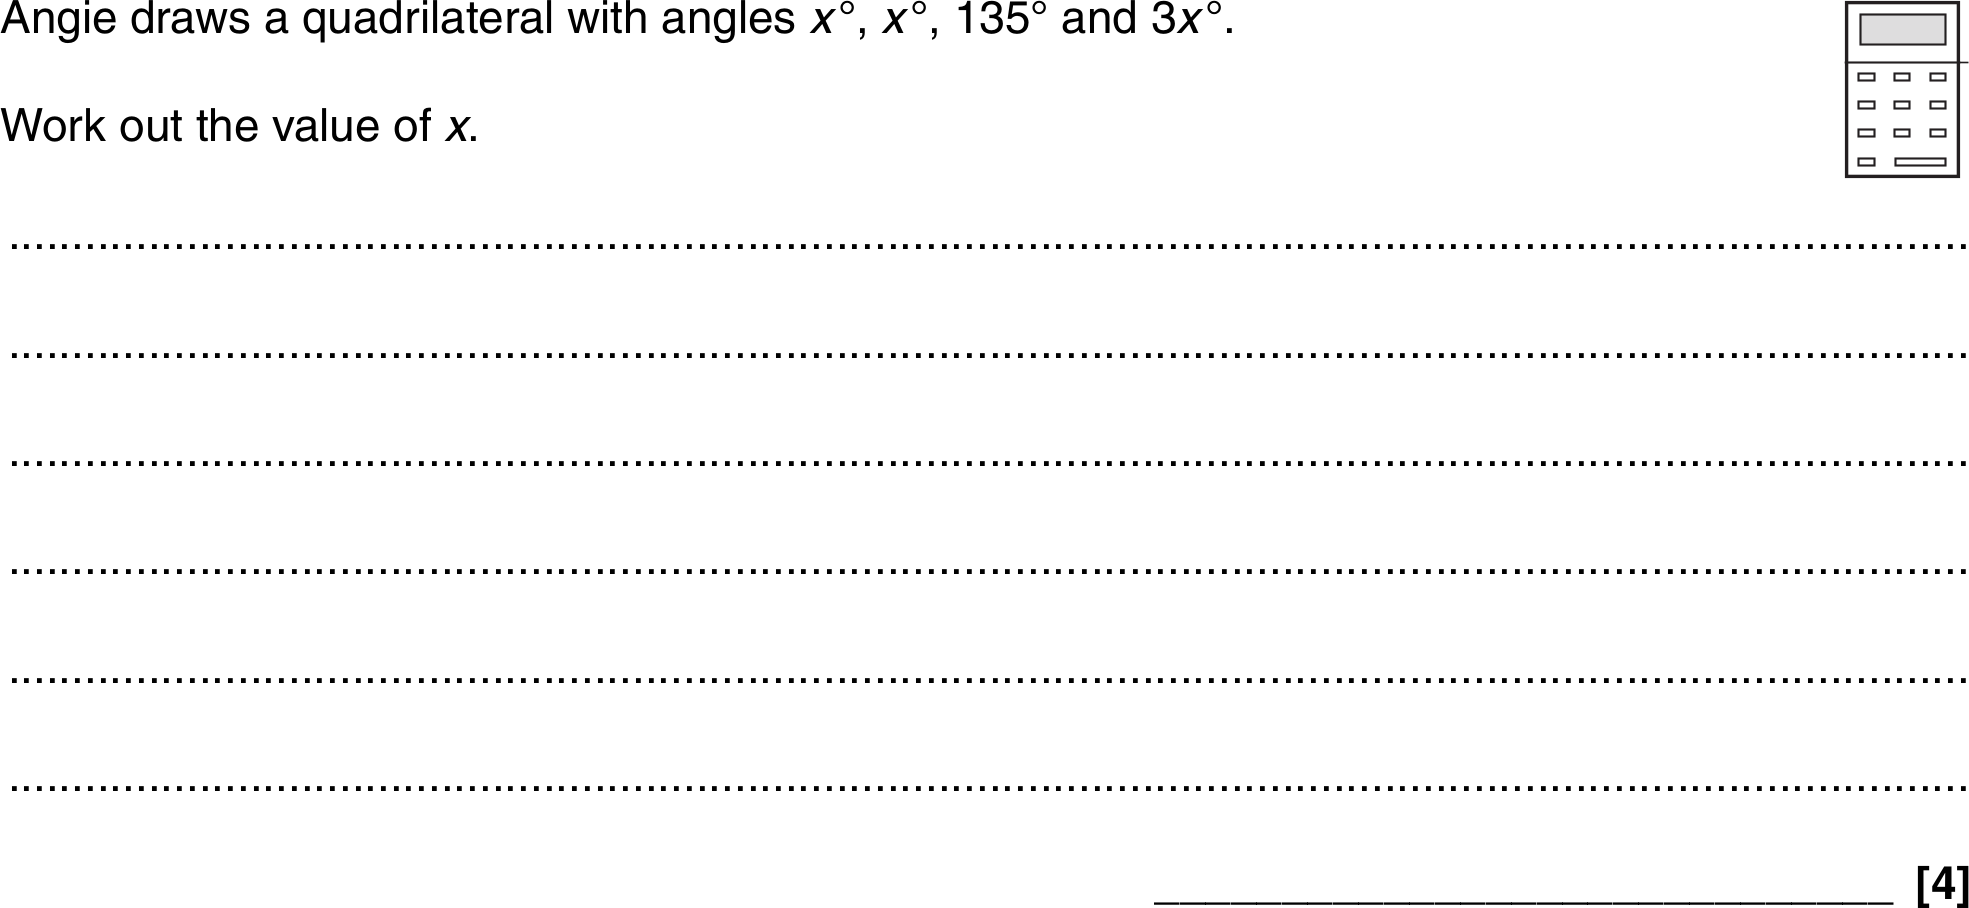 Angie draws a quadrilateral with angles x°, x°, 135° and 3x°.
Work out the value of x.
[4]